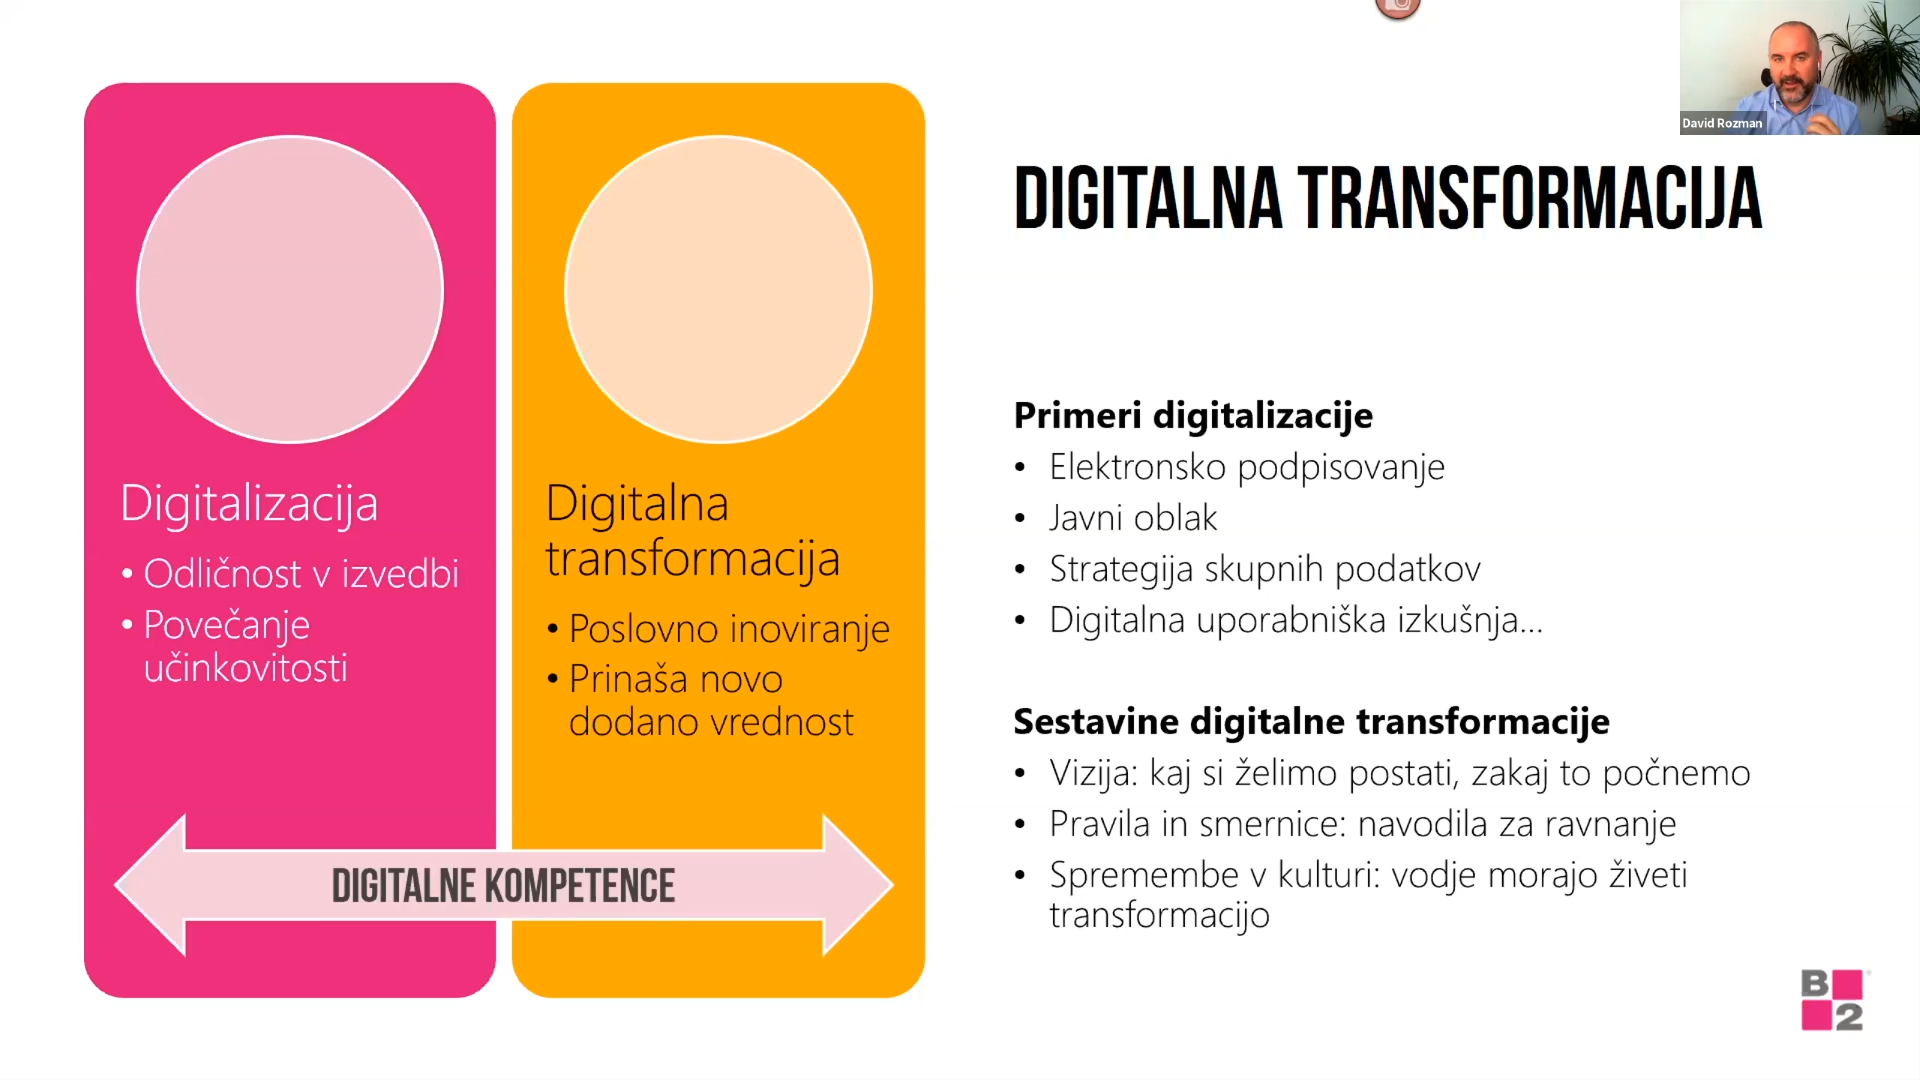 David Rozman
DIGITALNA TRANSFORMACIJA
Digitalizacija
• Odličnost v izvedbi
• Povečanje
učinkovitosti
Digitalna
transformacija
• Poslovno inoviranje
• Prinaša novo
dodano vrednost
DIGITALNE KOMPETENCE
Primeri digitalizacije
• Elektronsko podpisovanje
• Javni oblak
• Strategija skupnih podatkov
• Digitalna uporabniška izkušnja...
Sestavine digitalne transformacije
• Vizija: kaj si želimo postati, zakaj to počnemo
• Pravila in smernice: navodila za ravnanje
• Spremembe v kulturi: vodje morajo živeti
transformacijo
B
2